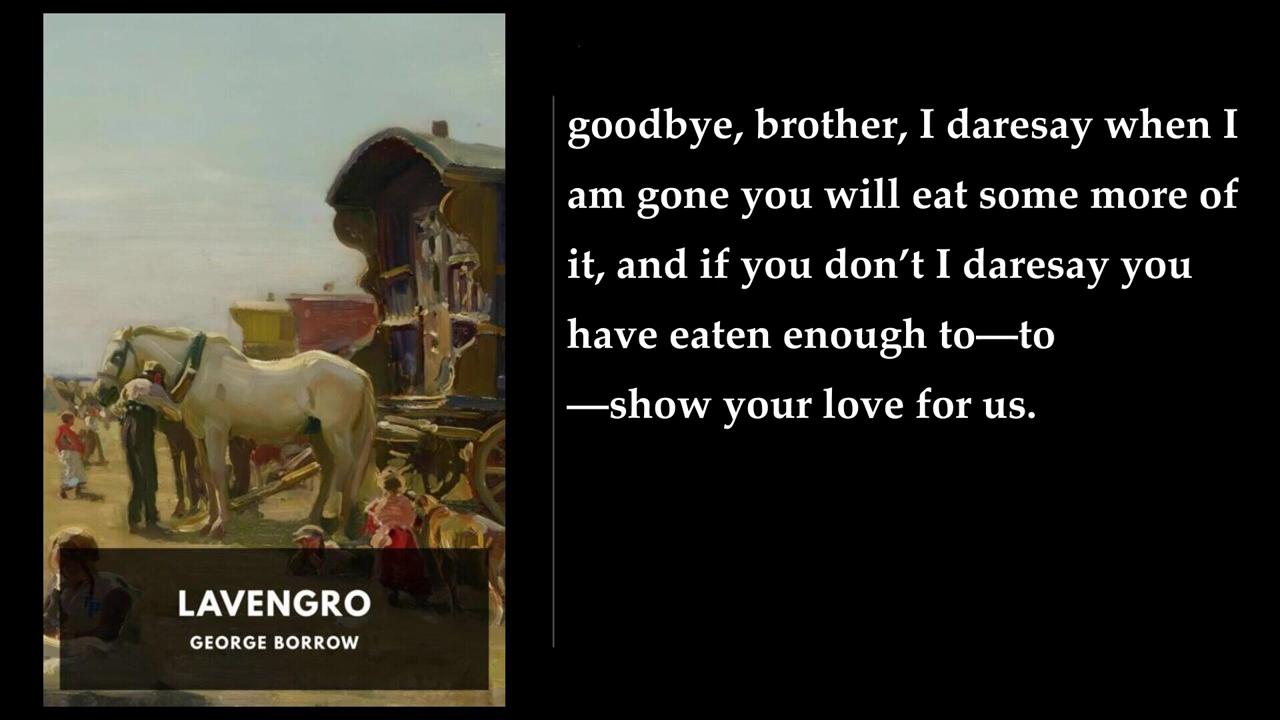 goodbye, brother, I daresay when I
am gone you will eat some more of
it, and if you don’t I daresay you
have eaten enough to—to
—show your love for us.
LAVENGRO
GEORGE BORROW